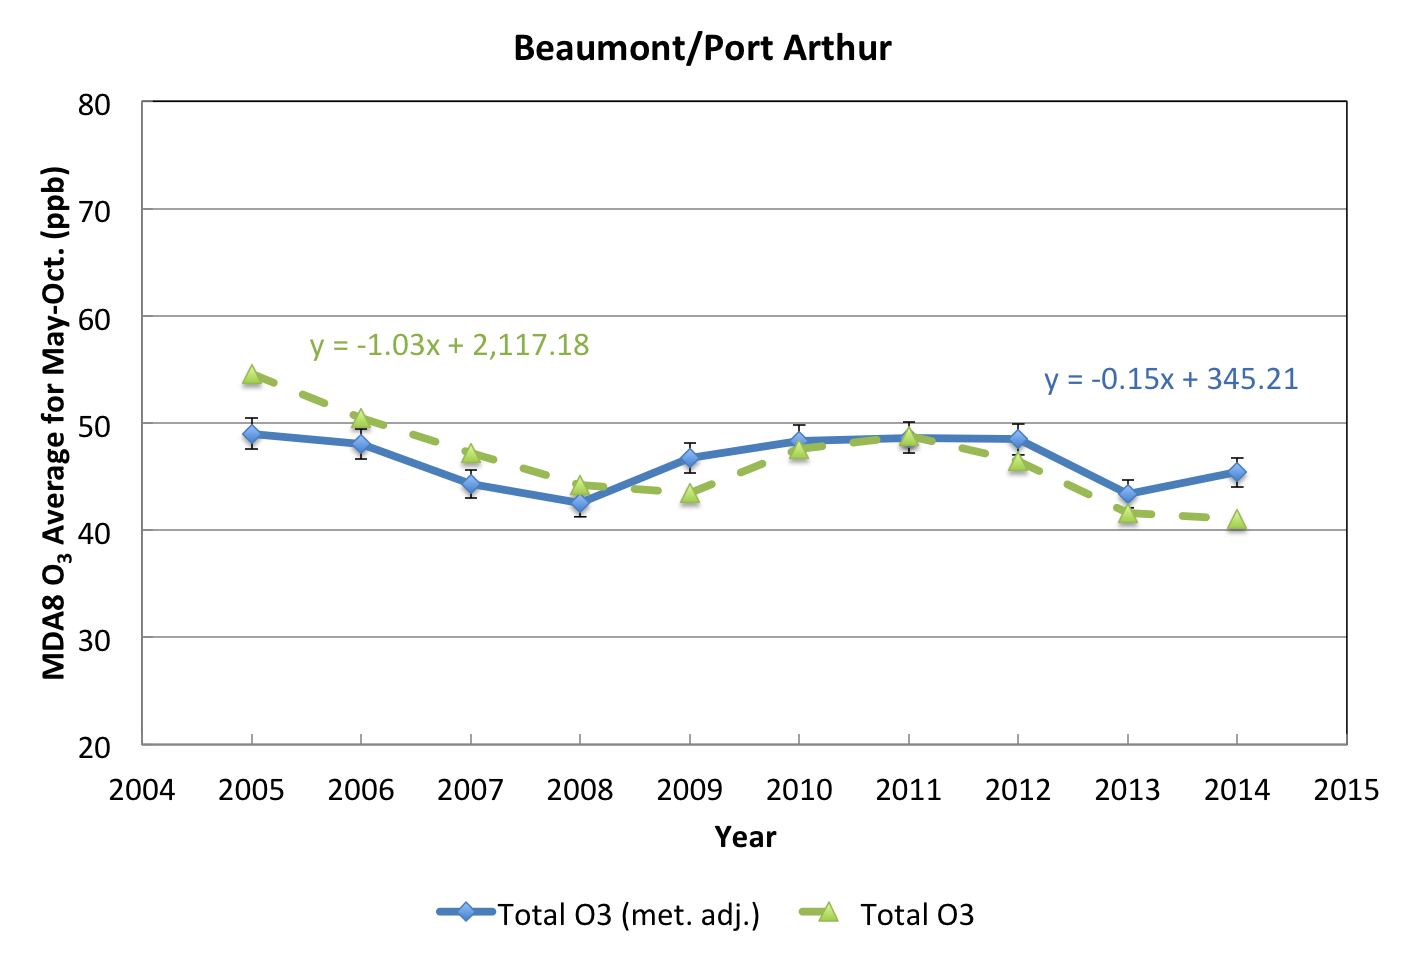 Beaumont/Port Arthur
MDA8 O3 Average for May-Oct. (ppb)
80
70
60
50
40
30
20
y = -1.03x + 2,117.18
y = -0.15x + 345.21
2004 2005 2006 2007 2008 2009 2010 2011 2012 2013 2014 2015
Year
Total O3 (met. adj.) Total O3